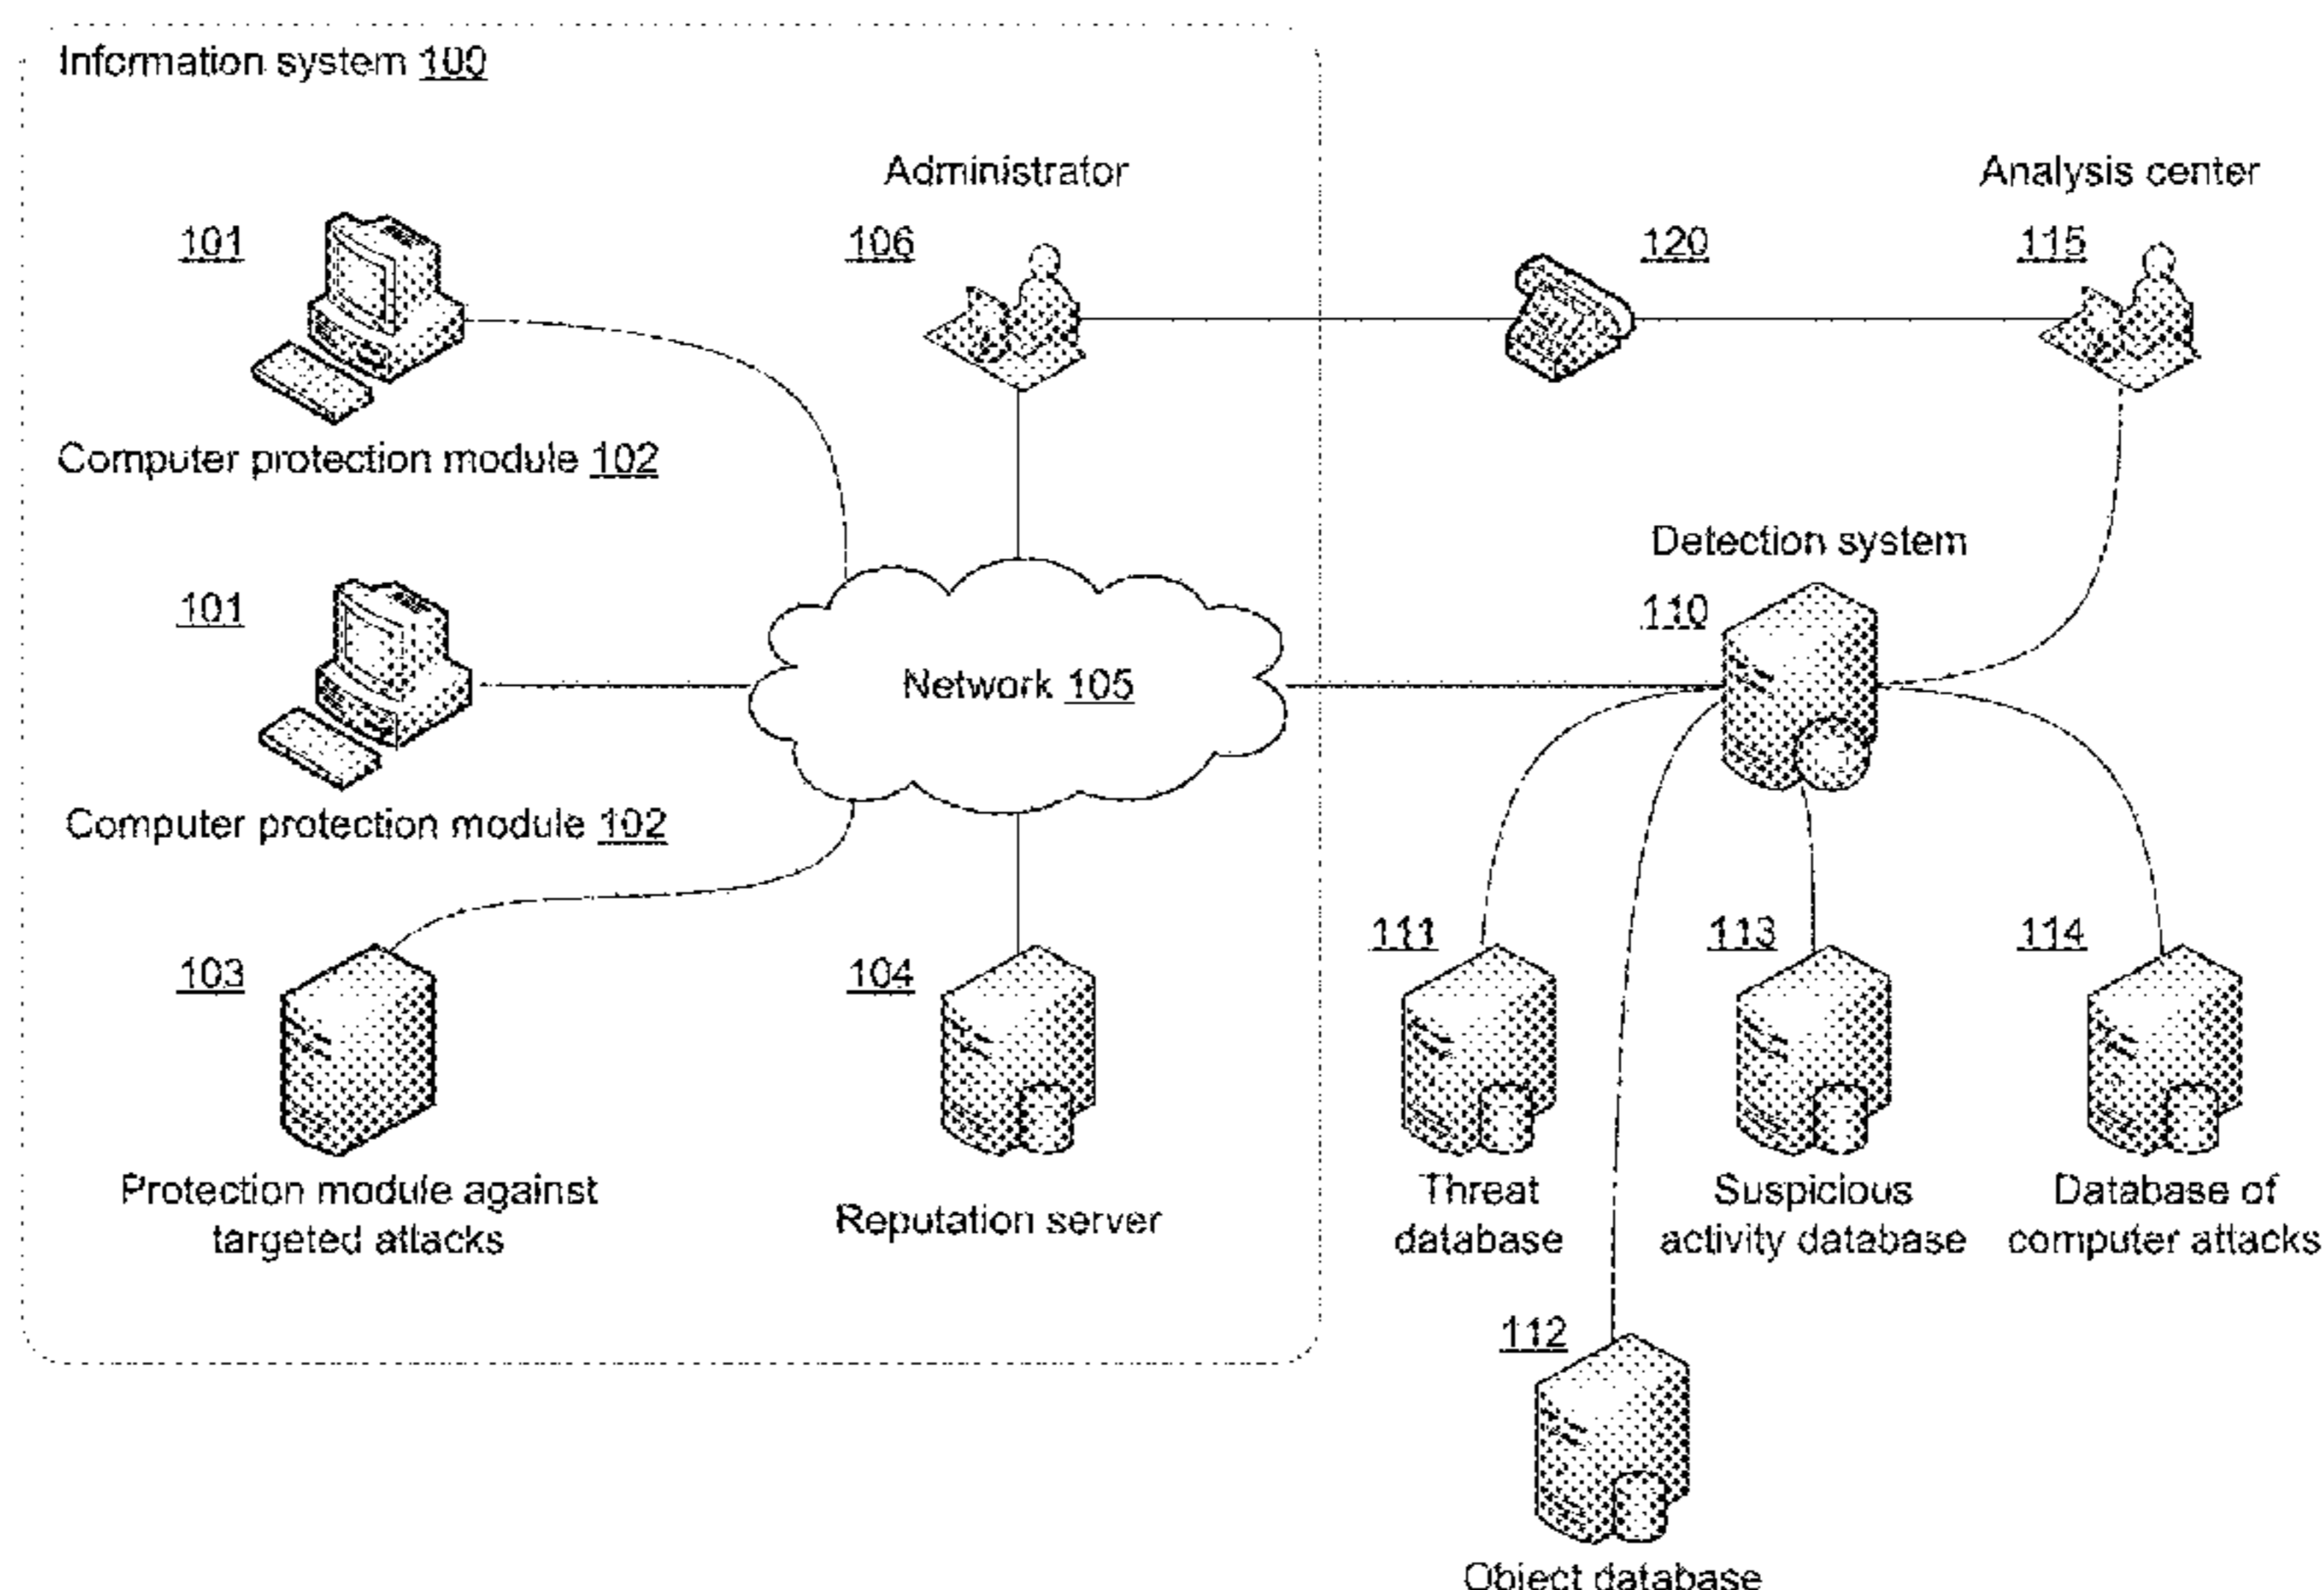 Information system 100
Administrator
Analysis center
101
106
120
115
Computer protection module 102
Detection system
101
110
Network 105
Computer protection module 102
111
113
114
103
104
Protection module against
targeted attacks
Reputation server
Threat
database
Suspicious
activity database
Database of
computer attacks
112
Object database